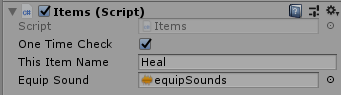 Items (Script)
Script Items
One Time Check
This Item Name Heal
Equip Sound equipSounds